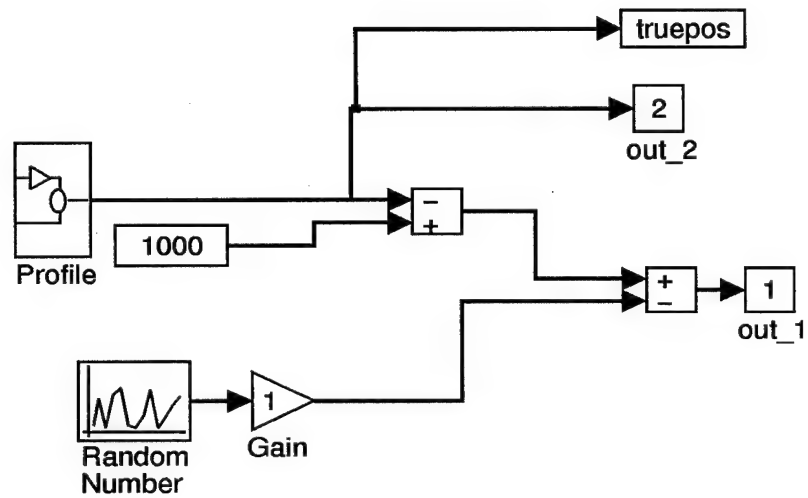 truepos
2
out_2
−
+
1000
Profile
+
−
1
out_1
1
Gain
Random
Number